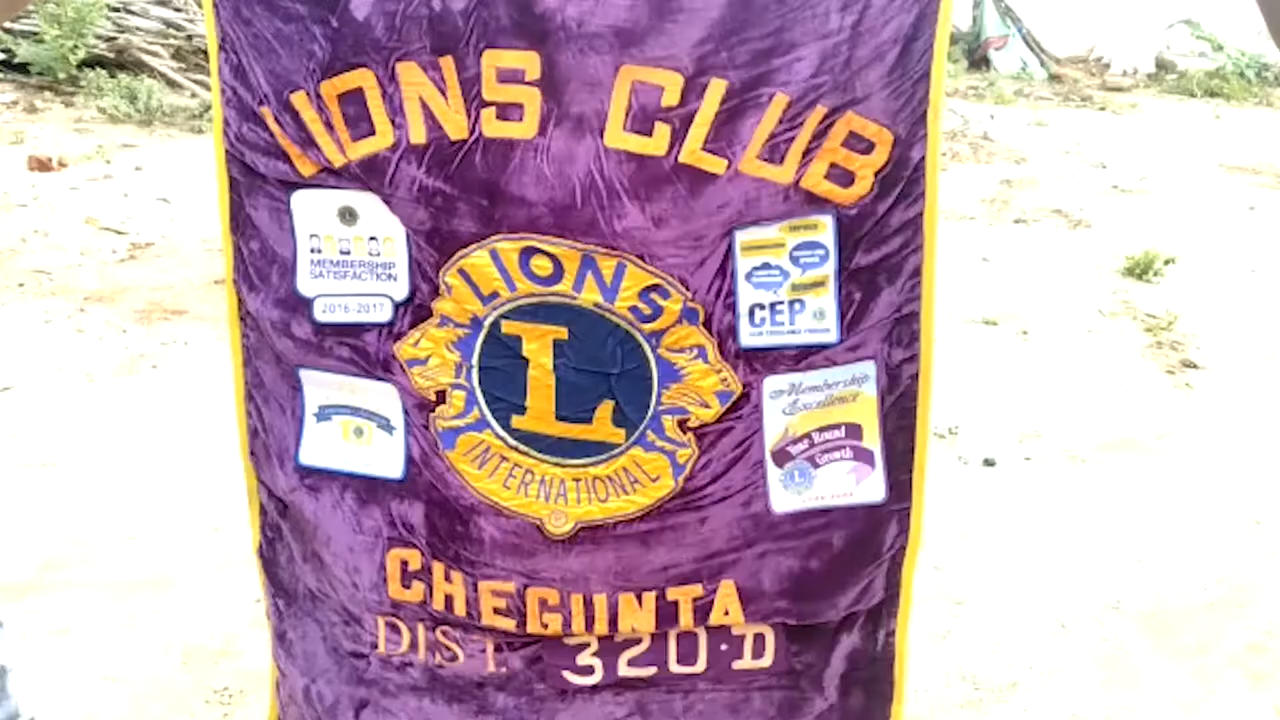 LIONS CLUB
MEMBERSHIP
SATISFACTION
2016-2017
CEP
LIONS
L
INTERNATIONAL
Membership
Excellence
Year-Round
Growth
L
CHEGUNTA
DIST. 320-D